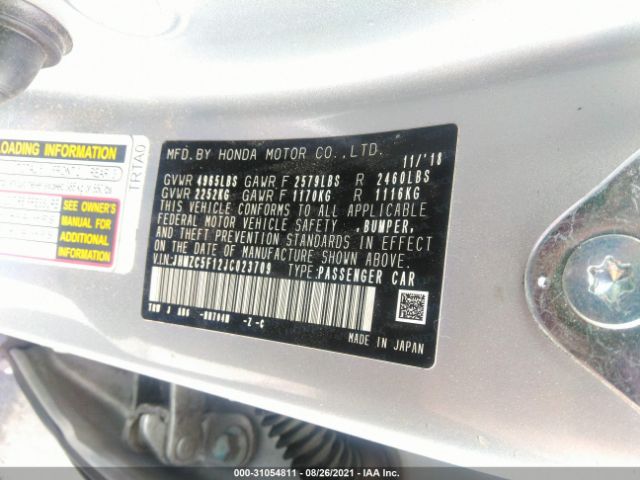 LOADING INFORMATION
SEE OWNER'S
MANUAL FOR
ADDITIONAL
INFORMATION
TRTA0
MFD.BY HONDA MOTOR CO.,LTD. 11/'18
GVWR 4965LBS GAWR F 2579LBS R 2460LBS
GVWR 2252KG GAWR F 1170KG R 1116KG
THIS VEHICLE CONFORMS TO ALL APPLICABLE
FEDERAL MOTOR VEHICLE SAFETY ,BUMPER,
AND THEFT PREVENTION STANDARDS IN EFFECT
ON THE DATE OF MANUFACTURE SHOWN ABOVE.
V.I.N:JHMZC5F12JC023709 TYPE:PASSENGER CAR
-Z -C
MADE IN JAPAN
000-31054811 - 08/26/2021 - IAA Inc.